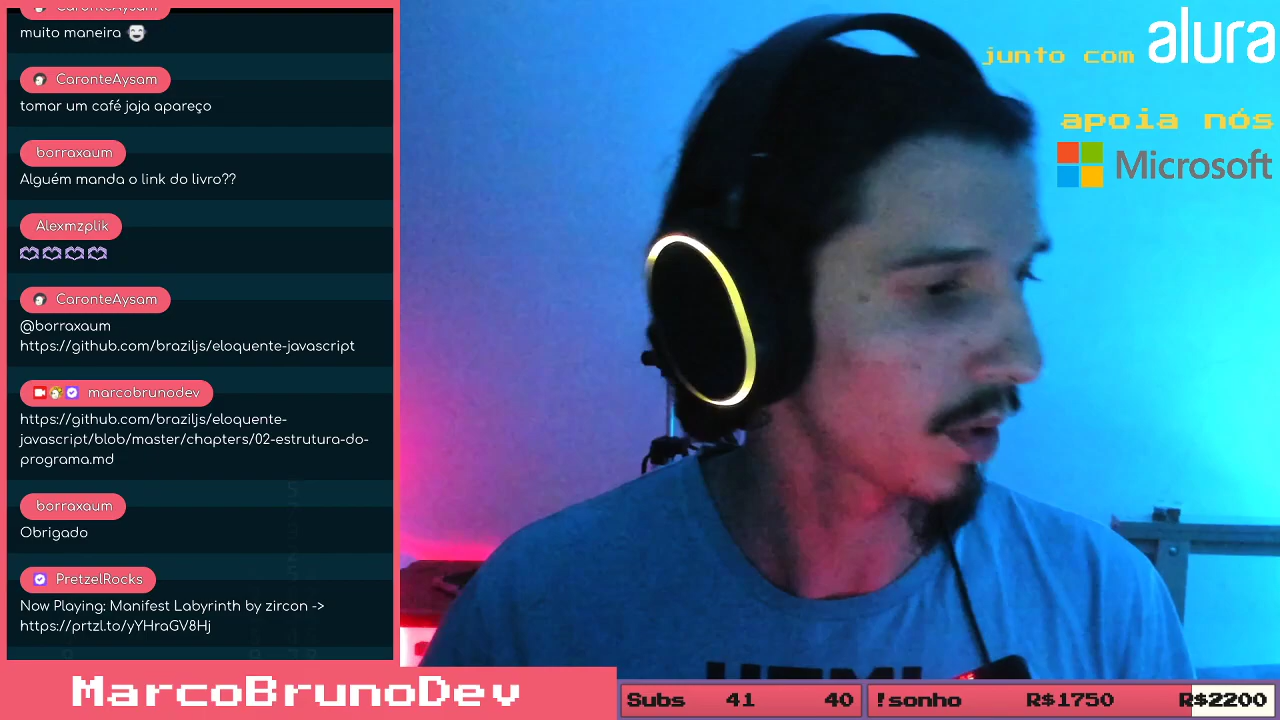 CaronteAysam
muito maneira
CaronteAysam
tomar um café jaja apareço
borraxaum
Alguém manda o link do livro??
Alexmzplik
CaronteAysam
@borraxaum
https://github.com/braziljs/eloquente-javascript
marcobrunodev
https://github.com/braziljs/eloquente-
javascript/blob/master/chapters/02-estrutura-do-
programa.md
borraxaum
Obrigado
PretzelRocks
Now Playing: Manifest Labyrinth by zircon ->
https://prtzl.to/yYHraGV8Hj
junto com alura
apoia nós
Microsoft
MarcoBrunoDev
Subs 41 40
!sonho R$1750 R$2200